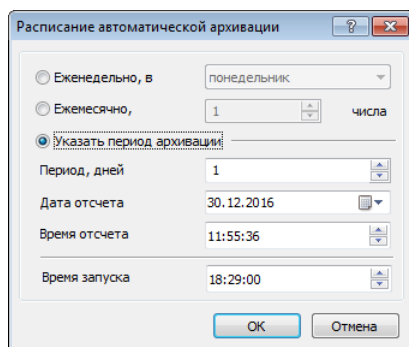 Расписание автоматической архивации
Еженедельно, в понедельник
Ежемесячно, 1 числа
Указать период архивации
Период, дней 1
Дата отсчета 30.12.2016
Время отсчета 11:55:36
Время запуска 18:29:00
ОК Отмена